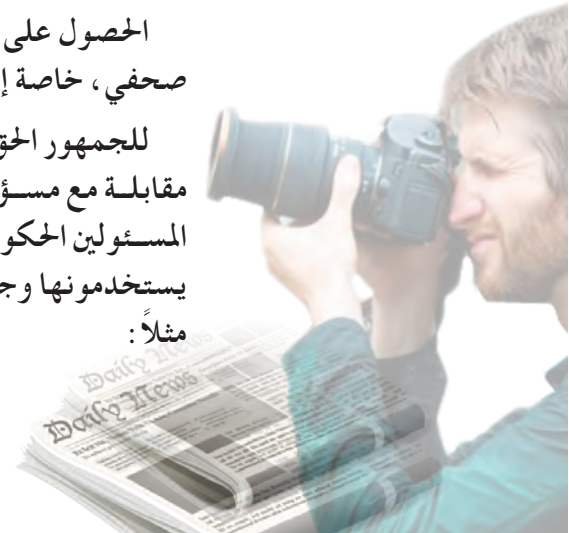 الحصول على
صحفي، خاصة إ
للجمهور الحق
مقابلة مع مسؤ
المسئولين الحكو
يستخدمونها وج
مثلاً:
Daily News
Daily News